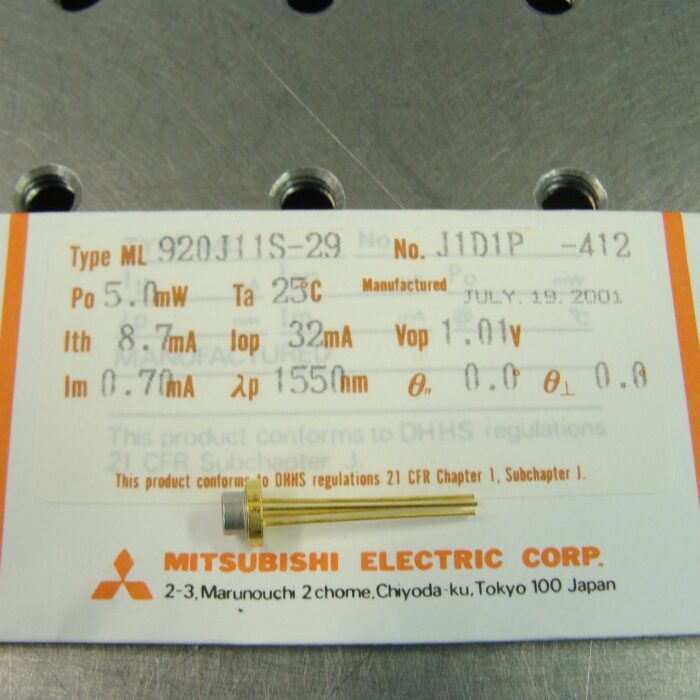 Type ML 920J11S-29 No. J1D1P -412
Po 5.0mW Ta 25°C Manufactured JULY.19.2001
Ith 8.7mA Iop 32mA Vop 1.01V
Im 0.70mA λp 1550nm θ〃 0.0° θ⊥ 0.0°
MANUFACTURED
This product conforms to DHHS regulations
21 CFR Subchapter J.
This product conforms to DHHS regulations 21 CFR Chapter 1, Subchapter J.
MITSUBISHI ELECTRIC CORP.
2-3, Marunouchi 2chome, Chiyoda-ku, Tokyo 100 Japan